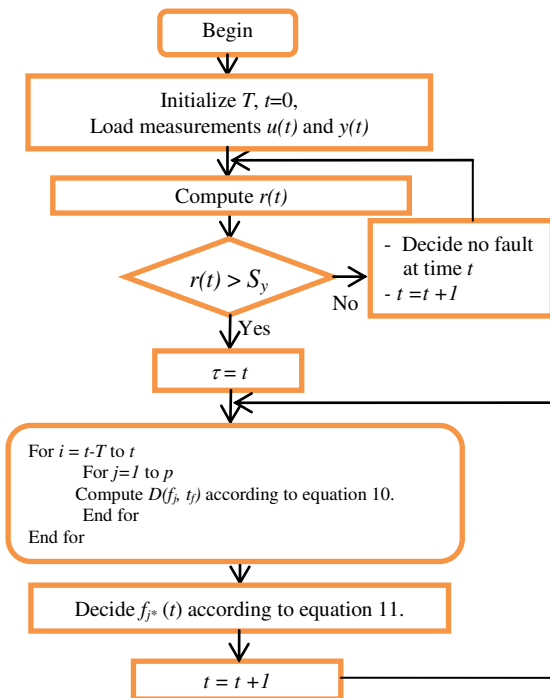 Begin
Initialize T, t=0,
Load measurements u(t) and y(t)
Compute r(t)
r(t) > Sy
No
- Decide no fault
at time t
- t =t +1
Yes
τ = t
For i = t-T to t
For j=1 to p
Compute D(fj, tf) according to equation 10.
End for
End for
Decide fj* (t) according to equation 11.
t = t +1